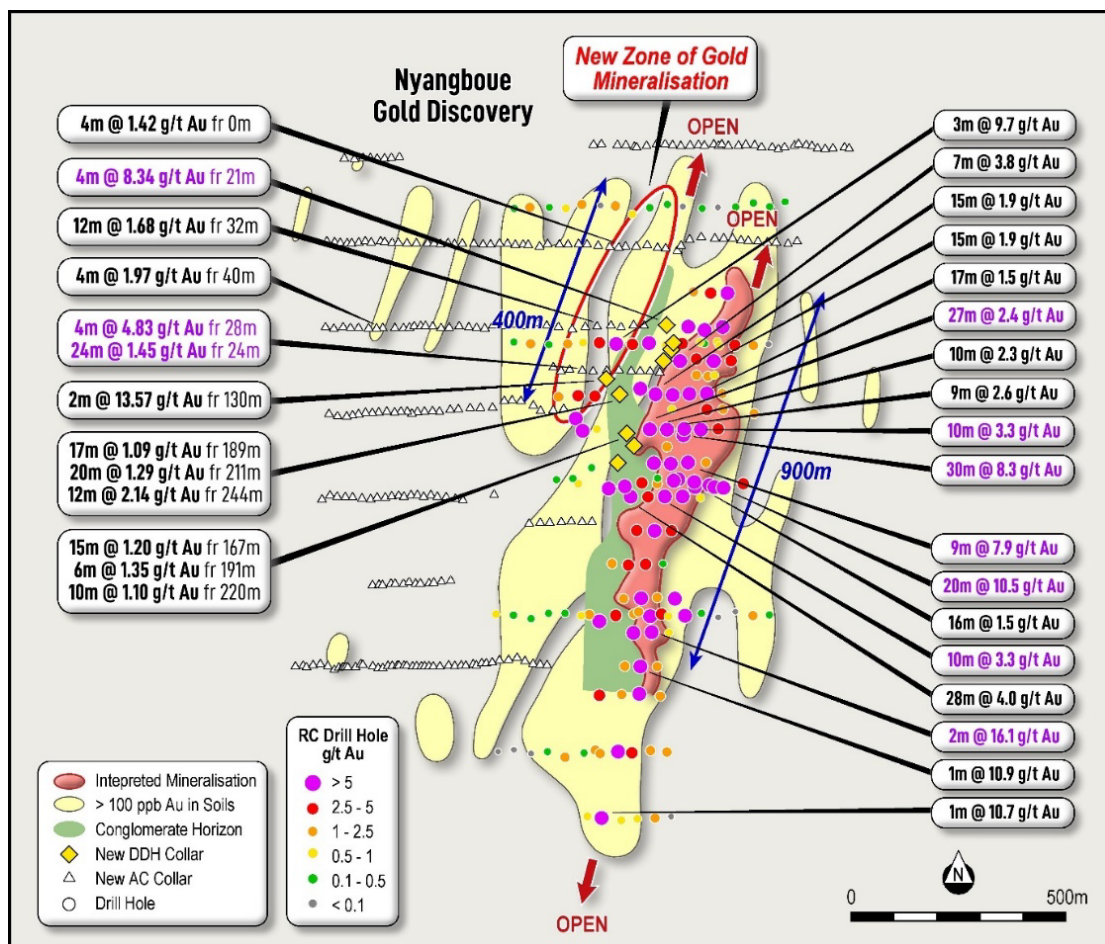 Nyangboue
Gold Discovery
New Zone of Gold
Mineralisation
4m @ 1.42 g/t Au fr 0m
4m @ 8.34 g/t Au fr 21m
12m @ 1.68 g/t Au fr 32m
4m @ 1.97 g/t Au fr 40m
4m @ 4.83 g/t Au fr 28m
24m @ 1.45 g/t Au fr 24m
2m @ 13.57 g/t Au fr 130m
17m @ 1.09 g/t Au fr 189m
20m @ 1.29 g/t Au fr 211m
12m @ 2.14 g/t Au fr 244m
15m @ 1.20 g/t Au fr 167m
6m @ 1.35 g/t Au fr 191m
10m @ 1.10 g/t Au fr 220m
OPEN
OPEN
400m
900m
OPEN
3m @ 9.7 g/t Au
7m @ 3.8 g/t Au
15m @ 1.9 g/t Au
15m @ 1.9 g/t Au
17m @ 1.5 g/t Au
27m @ 2.4 g/t Au
10m @ 2.3 g/t Au
9m @ 2.6 g/t Au
10m @ 3.3 g/t Au
30m @ 8.3 g/t Au
9m @ 7.9 g/t Au
20m @ 10.5 g/t Au
16m @ 1.5 g/t Au
10m @ 3.3 g/t Au
28m @ 4.0 g/t Au
2m @ 16.1 g/t Au
1m @ 10.9 g/t Au
1m @ 10.7 g/t Au
Intepreted Mineralisation
> 100 ppb Au in Soils
Conglomerate Horizon
New DDH Collar
New AC Collar
Drill Hole
RC Drill Hole
g/t Au
> 5
2.5 - 5
1 - 2.5
0.5 - 1
0.1 - 0.5
< 0.1
N
0 500m